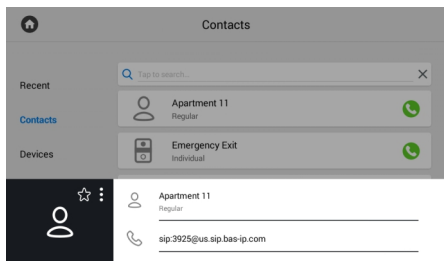 Contacts
Tap to search...
Recent
Apartment 11
Regular
Contacts
Emergency Exit
Individual
Devices
Apartment 11
Regular
sip:3925@us.sip.bas-ip.com